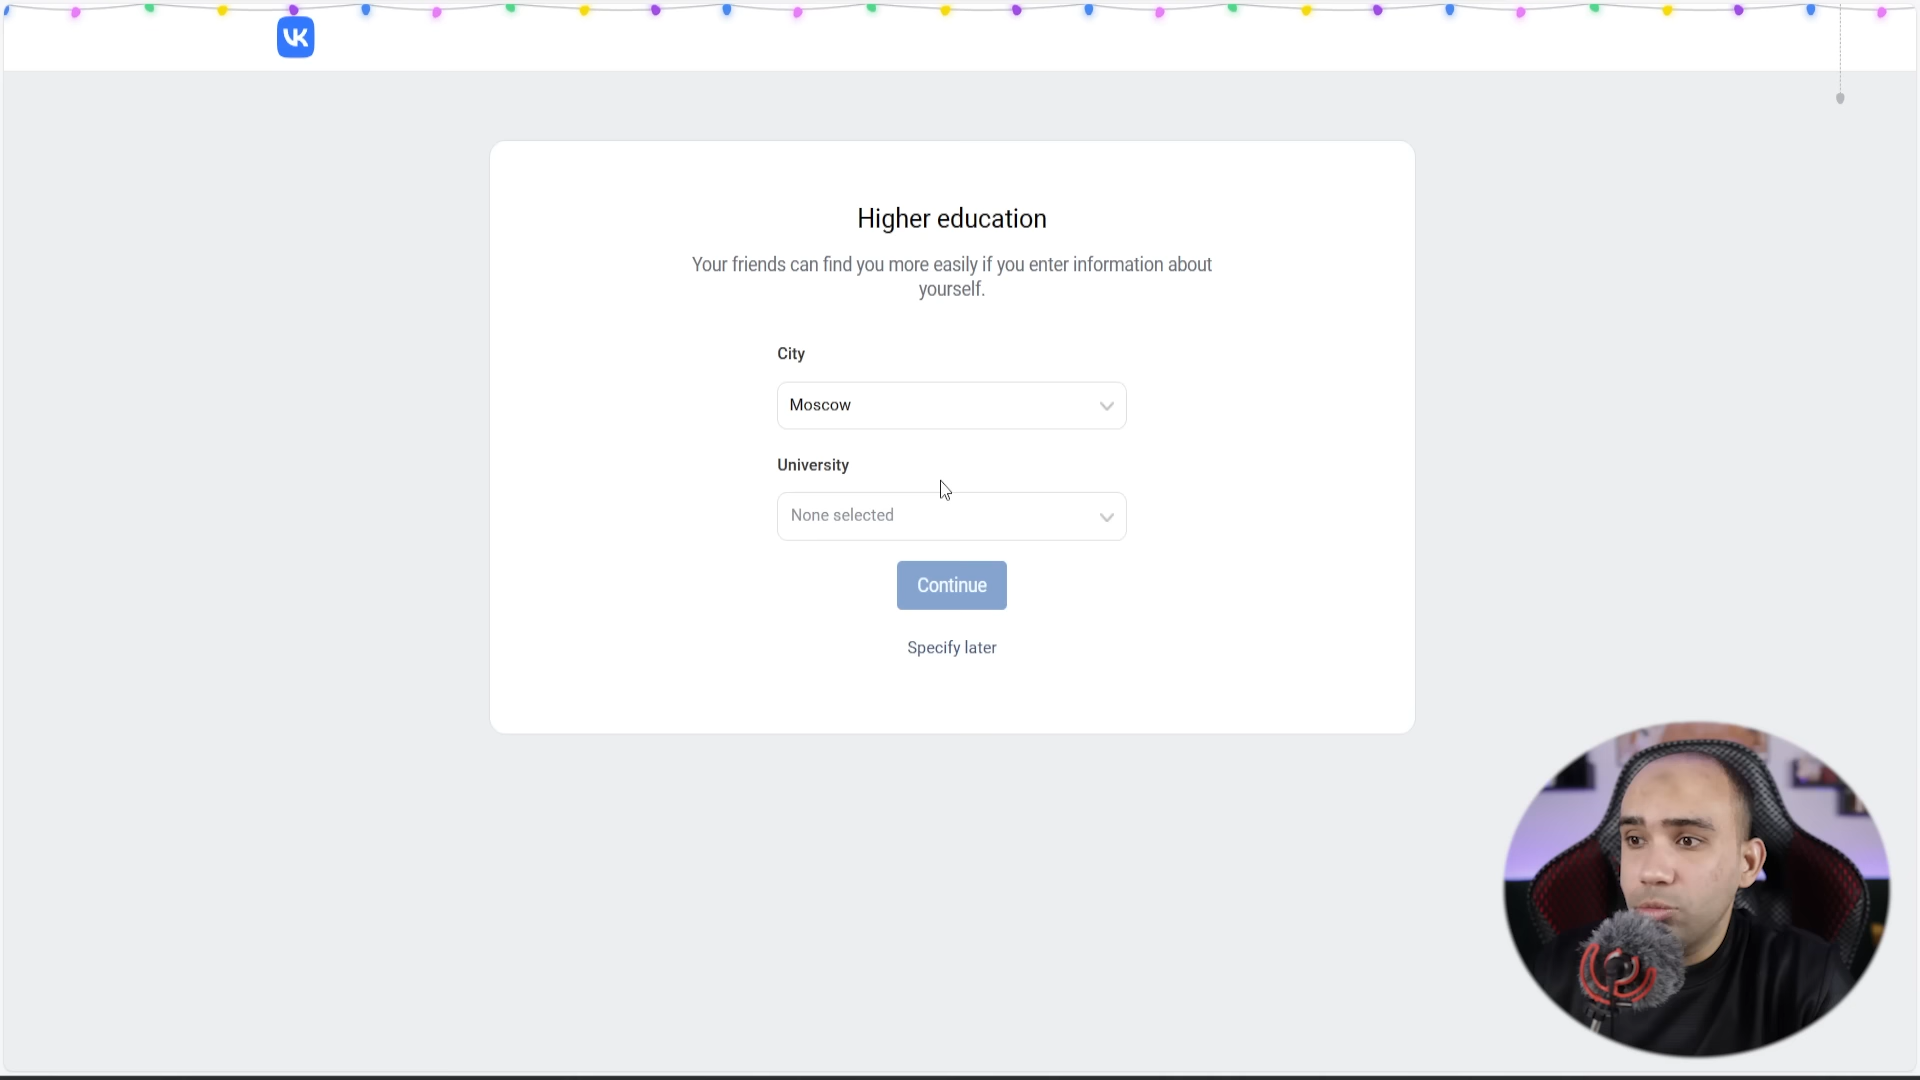 VK
Higher education
Your friends can find you more easily if you enter information about
yourself.
City
Moscow
University
None selected
Continue
Specify later